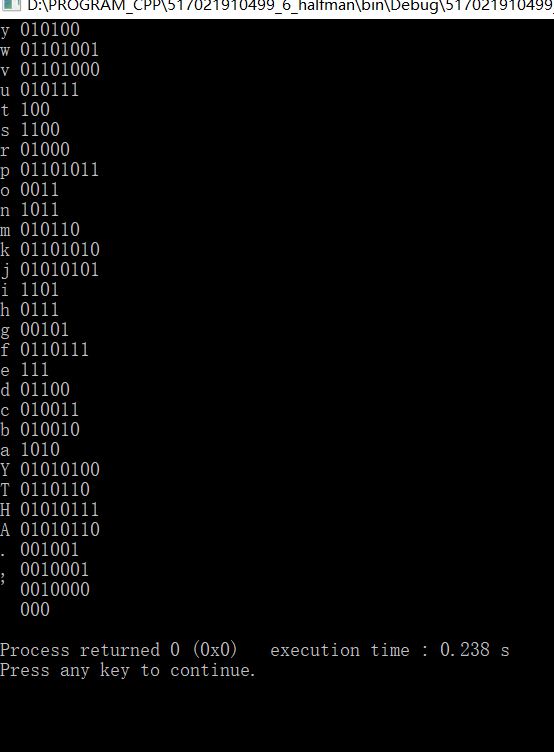 D:\PROGRAM_CPP\517021910499_6_halfman\bin\Debug\517021910499_
y 010100
w 01101001
v 01101000
u 010111
t 100
s 1100
r 01000
p 01101011
o 0011
n 1011
m 010110
k 01101010
j 01010101
i 1101
h 0111
g 00101
f 0110111
e 111
d 01100
c 010011
b 010010
a 1010
Y 01010100
T 0110110
H 01010111
A 01010110
. 001001
, 0010001
0010000
000
Process returned 0 (0x0)   execution time : 0.238 s
Press any key to continue.